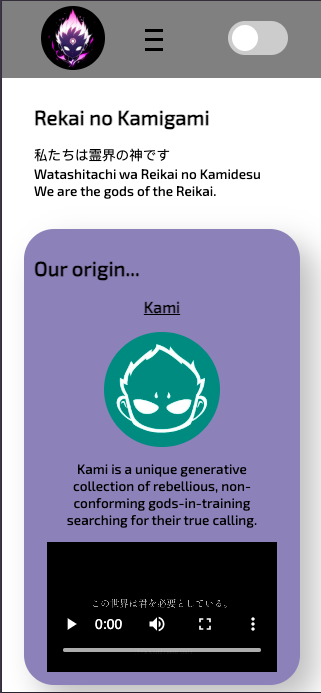 Rekai no Kamigami
私たちは霊界の神です
Watashitachi wa Reikai no Kamidesu
We are the gods of the Reikai.
Our origin...
Kami
Kami is a unique generative
collection of rebellious, non-
conforming gods-in-training
searching for their true calling.
この世界は君を必要としている。
0:00